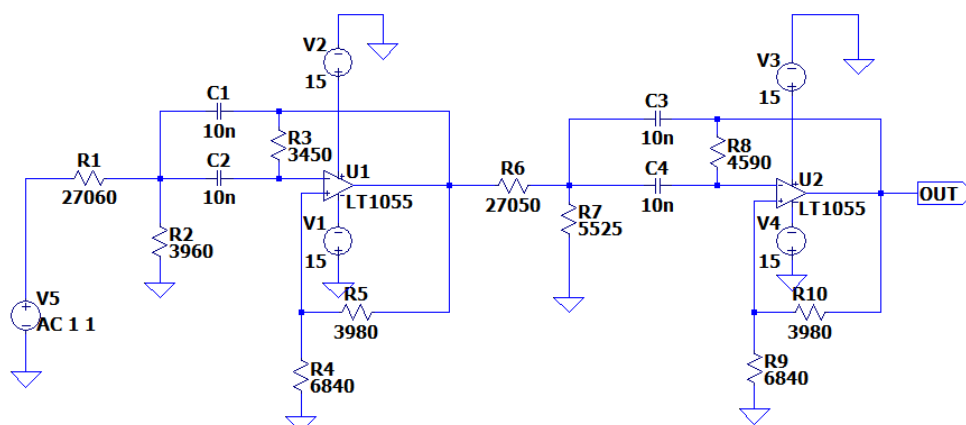 V2
15
V3
15
C1
10n
C3
10n
R3
3450
R8
4590
R1
27060
C2
10n
U1
LT1055
R6
27050
C4
10n
U2
LT1055
OUT
R2
3960
V1
15
R7
5525
V4
15
V5
AC 1 1
R5
3980
R10
3980
R4
6840
R9
6840